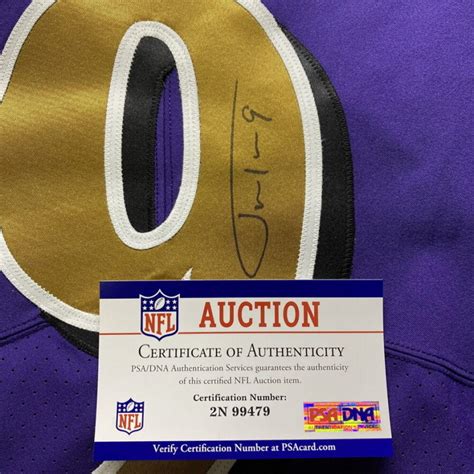 9
NFL
AUCTION
CERTIFICATE OF AUTHENTICITY
PSA/DNA Authentication Services guarantees the authenticity
of this certified NFL Auction item.
Certification Number:
2N 99479
PSA/DNA
Verify Certification Number at PSAcard.com